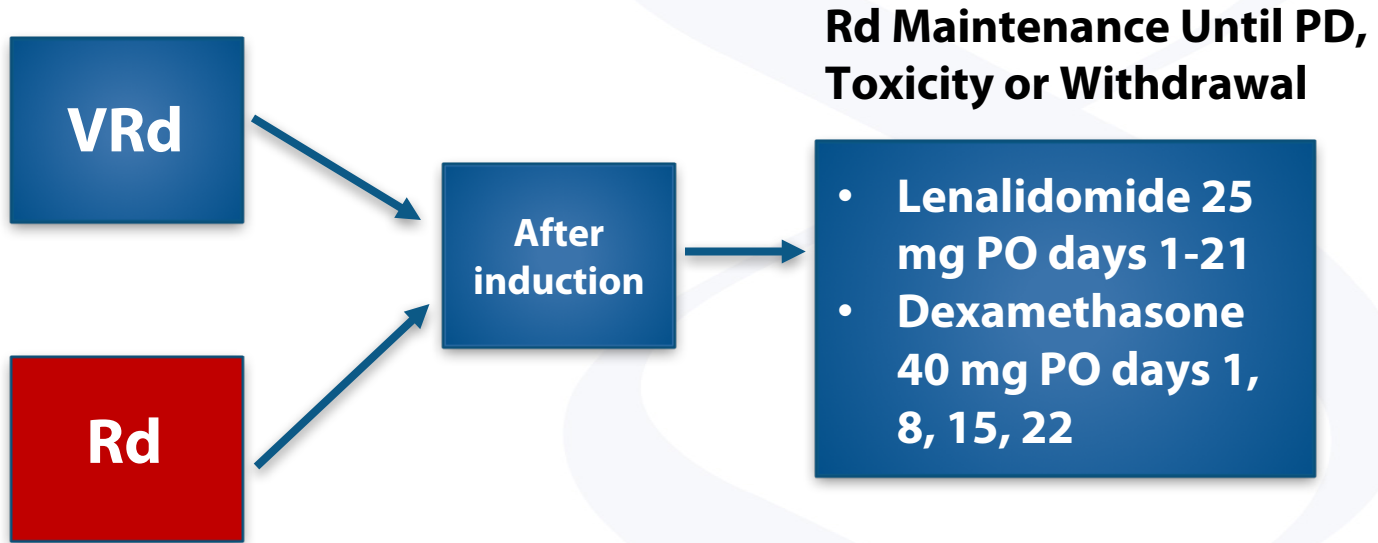 VRd
Rd
After
induction
Rd Maintenance Until PD,
Toxicity or Withdrawal
• Lenalidomide 25
mg PO days 1-21
• Dexamethasone
40 mg PO days 1,
8, 15, 22